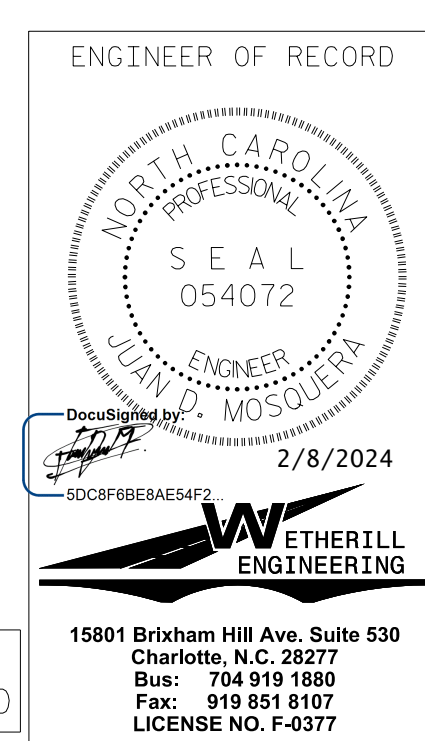 ENGINEER OF RECORD
NORTH CAROLINA
PROFESSIONAL
SEAL
054072
ENGINEER
JUAN D. MOSQUERA
DocuSigned by:
2/8/2024
5DC8F6BE8AE54F2...
WETHERILL
ENGINEERING
15801 Brixham Hill Ave. Suite 530
Charlotte, N.C. 28277
Bus: 704 919 1880
Fax: 919 851 8107
LICENSE NO. F-0377